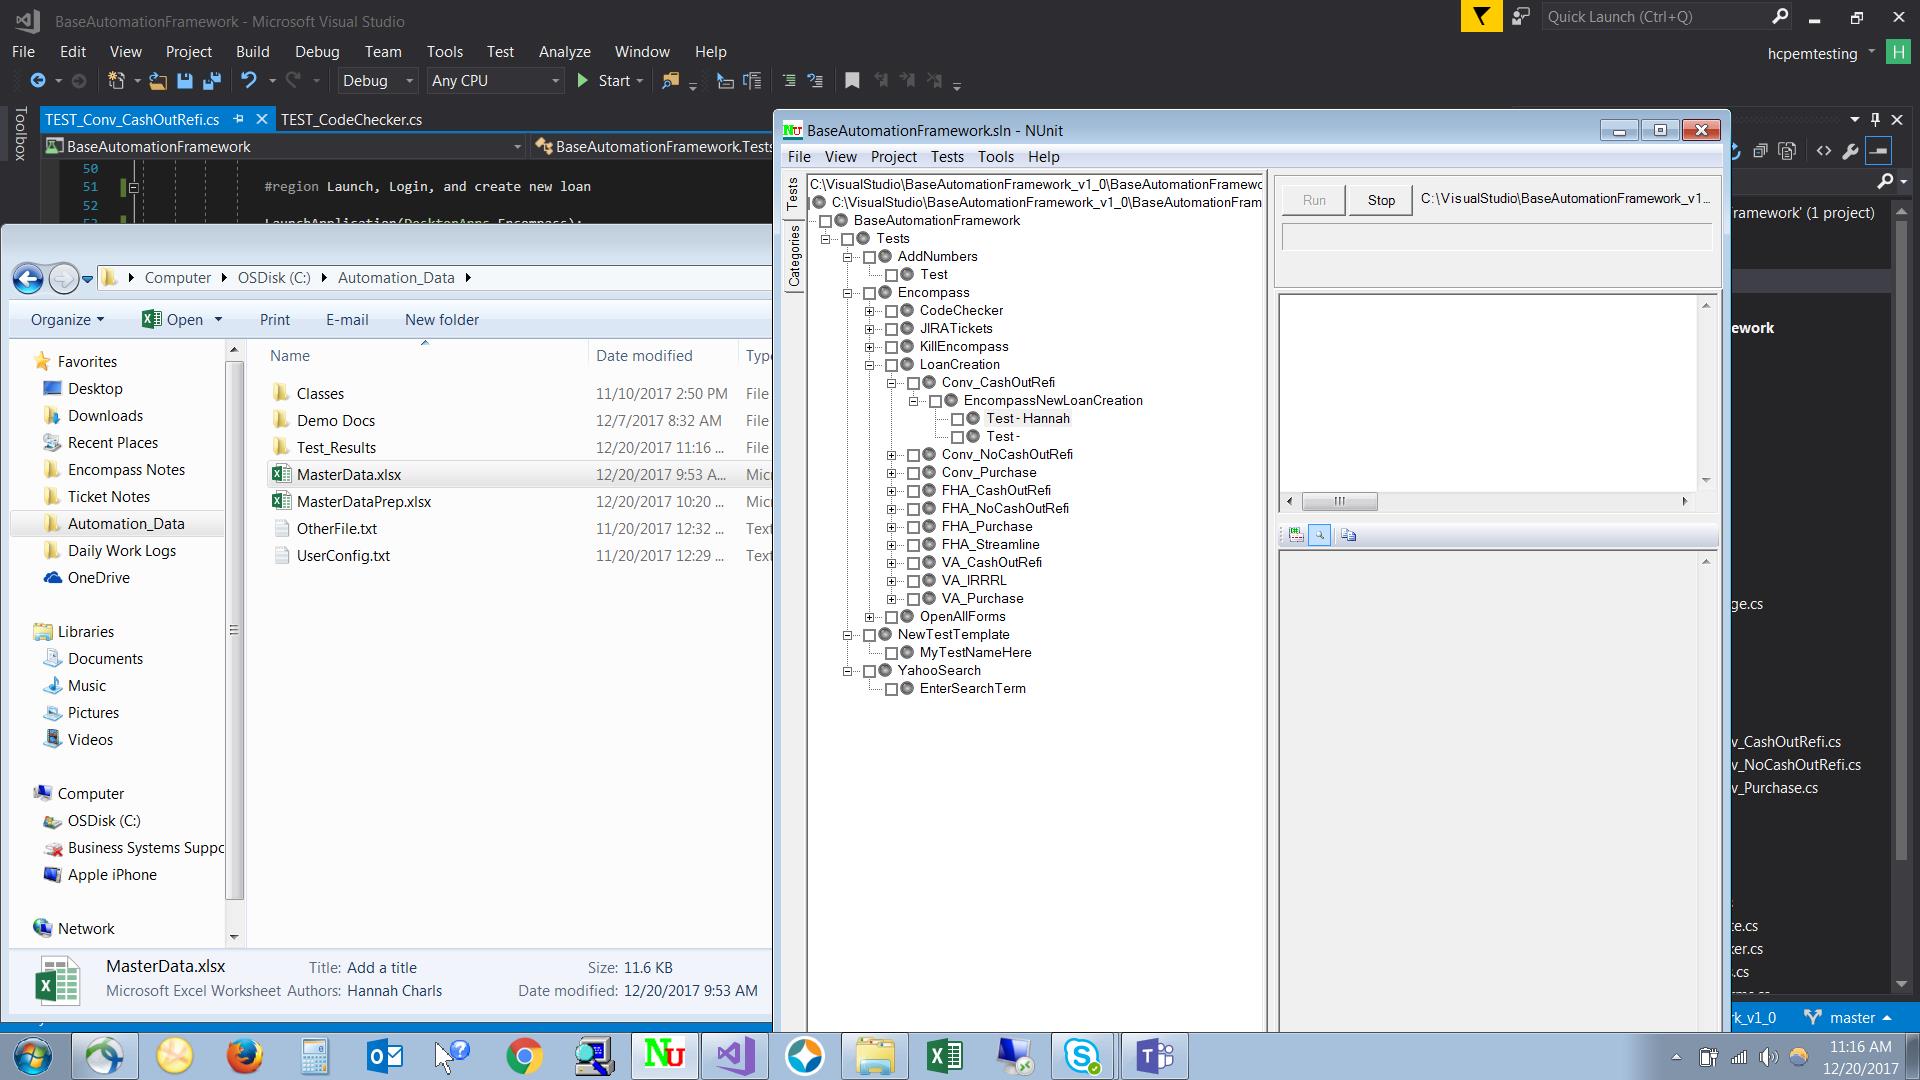 BaseAutomationFramework - Microsoft Visual Studio
Quick Launch (Ctrl+Q)
File Edit View Project Build Debug Team Tools Test Analyze Window Help
hcpemtesting H
Debug Any CPU Start
Toolbox
TEST_Conv_CashOutRefi.cs TEST_CodeChecker.cs
BaseAutomationFramework BaseAutomationFramework.Tests
50
51 #region Launch, Login, and create new loan
52
Computer OSDisk (C:) Automation_Data
Organize Open Print E-mail New folder
Name Date modified Type
Favorites
Desktop
Downloads
Recent Places
Encompass Notes
Ticket Notes
Automation_Data
Daily Work Logs
OneDrive
Libraries
Documents
Music
Pictures
Videos
Computer
OSDisk (C:)
Business Systems Suppo
Apple iPhone
Network
Classes 11/10/2017 2:50 PM File
Demo Docs 12/7/2017 8:32 AM File
Test_Results 12/20/2017 11:16 ... File
MasterData.xlsx 12/20/2017 9:53 A... Micr
MasterDataPrep.xlsx 12/20/2017 10:20 ... Micr
OtherFile.txt 11/20/2017 12:32 ... Text
UserConfig.txt 11/20/2017 12:29 ... Text
MasterData.xlsx Title: Add a title Size: 11.6 KB
Microsoft Excel Worksheet Authors: Hannah Charls Date modified: 12/20/2017 9:53 AM
BaseAutomationFramework.sln - NUnit
File View Project Tests Tools Help
Tests
Categories
C:\VisualStudio\BaseAutomationFramework_v1_0\BaseAutomationFramewo
C:\VisualStudio\BaseAutomationFramework_v1_0\BaseAutomationFram
BaseAutomationFramework
Tests
AddNumbers
Test
Encompass
CodeChecker
JIRATickets
KillEncompass
LoanCreation
Conv_CashOutRefi
EncompassNewLoanCreation
Test - Hannah
Test -
Conv_NoCashOutRefi
Conv_Purchase
FHA_CashOutRefi
FHA_NoCashOutRefi
FHA_Purchase
FHA_Streamline
VA_CashOutRefi
VA_IRRRL
VA_Purchase
OpenAllForms
NewTestTemplate
MyTestNameHere
YahooSearch
EnterSearchTerm
Run Stop C:\VisualStudio\BaseAutomationFramework_v1...
ramework' (1 project)
ework
ge.cs
v_CashOutRefi.cs
v_NoCashOutRefi.cs
v_Purchase.cs
te.cs
ker.cs
s.cs
rk_v1_0 master
11:16 AM
12/20/2017